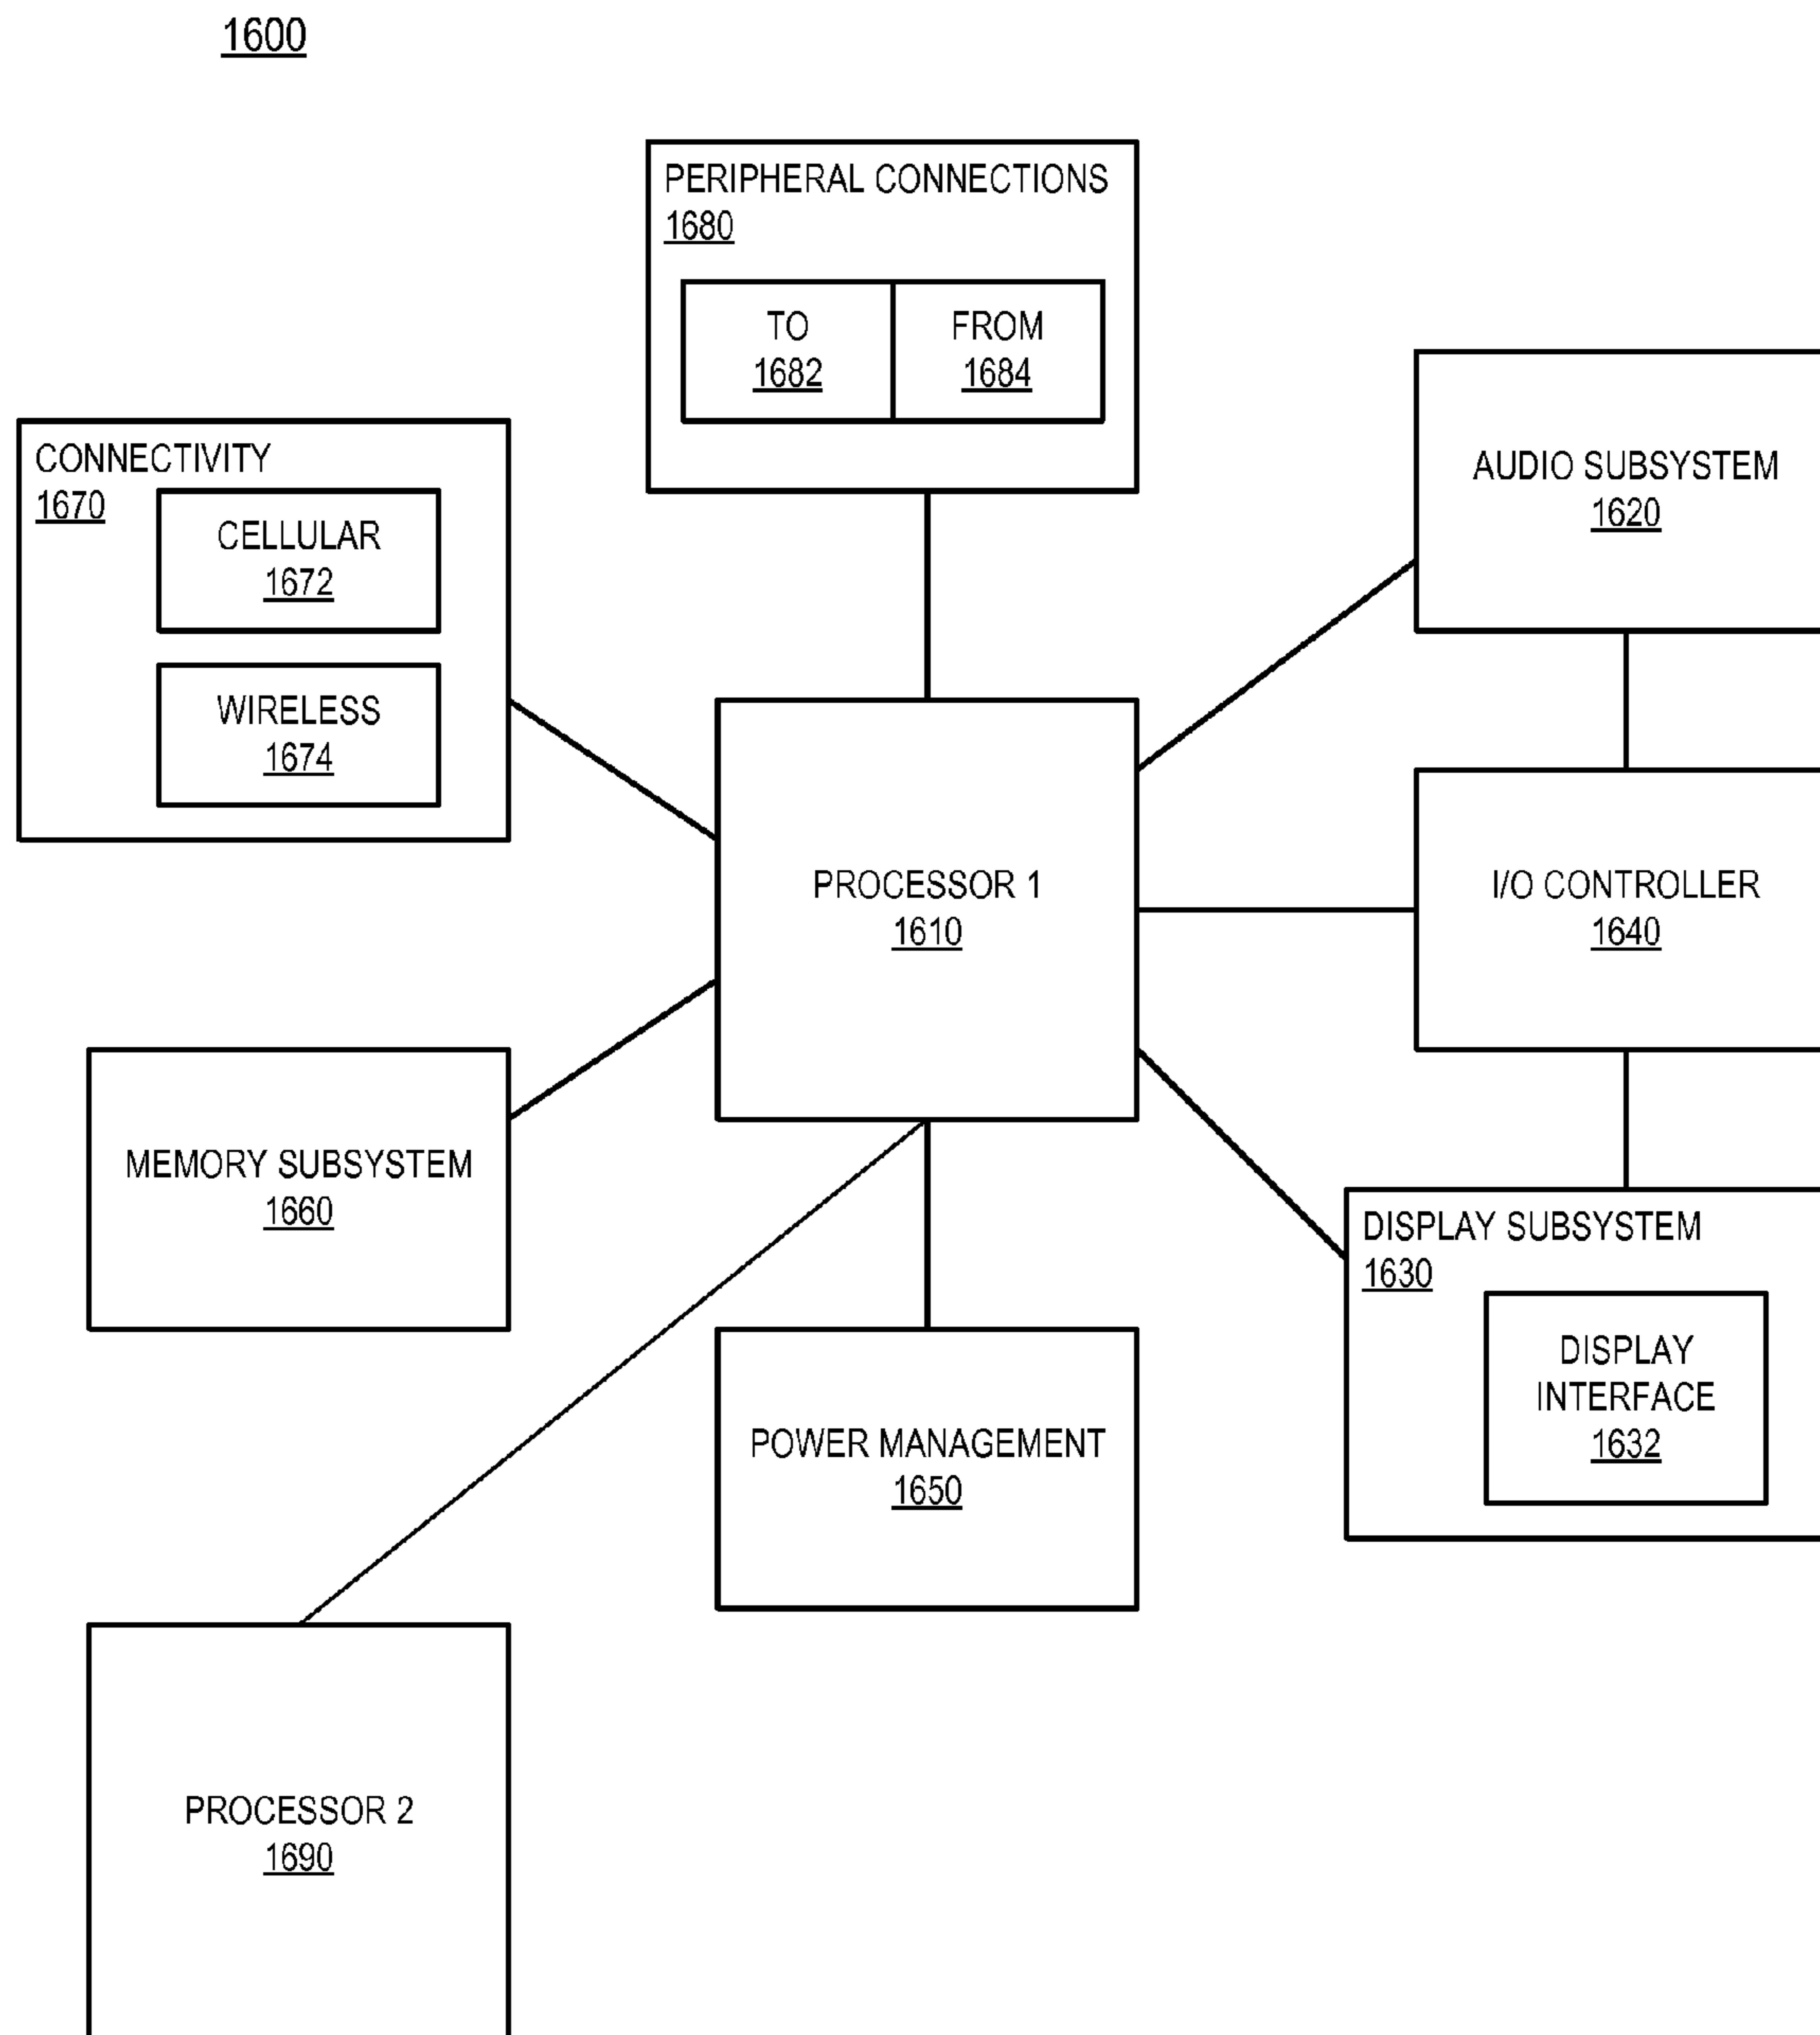 1600
PERIPHERAL CONNECTIONS
1680
TO
1682
FROM
1684
CONNECTIVITY
1670
CELLULAR
1672
WIRELESS
1674
AUDIO SUBSYSTEM
1620
PROCESSOR 1
1610
I/O CONTROLLER
1640
MEMORY SUBSYSTEM
1660
DISPLAY SUBSYSTEM
1630
DISPLAY
INTERFACE
1632
POWER MANAGEMENT
1650
PROCESSOR 2
1690